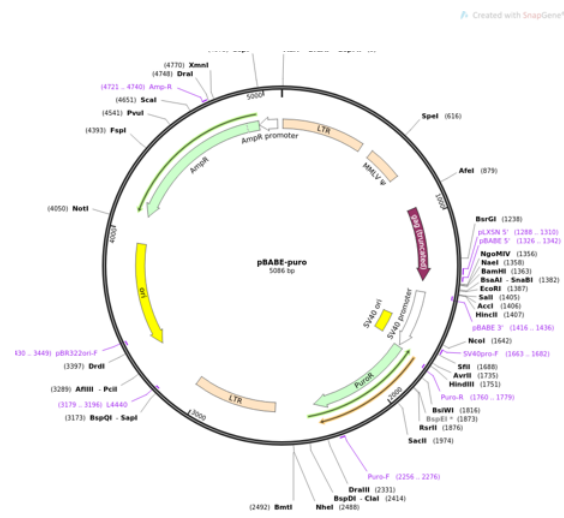 Created with SnapGene®
(4770) XmnI
(4748) DraI
(4721 .. 4740) Amp-R
(4651) ScaI
(4541) PvuI
(4393) FspI
(4050) NotI
430 .. 3449) pBR322ori-F
(3397) DrdI
(3289) AflIII - PciI
(3179 .. 3196) L4440
(3173) BspQI - SapI
(2492) BmtI
NheI (2488)
BspDI - ClaI (2414)
DraIII (2331)
Puro-F (2256 .. 2276)
SacII (1974)
RsrII (1876)
BspEI * (1873)
BsiWI (1816)
Puro-R (1760 .. 1779)
HindIII (1751)
AvrII (1735)
SfiI (1688)
SV40pro-F (1663 .. 1682)
NcoI (1642)
pBABE 3' (1416 .. 1436)
HincII (1407)
AccI (1406)
SalI (1405)
EcoRI (1387)
BsaAI - SnaBI (1382)
BamHI (1363)
NaeI (1358)
NgoMIV (1356)
pBABE 5' (1326 .. 1342)
pLXSN 5' (1288 .. 1310)
BsrGI (1238)
AfeI (879)
SpeI (616)
5000
1000
2000
3000
4000
AmpR promoter
AmpR
LTR
MMLV Ψ
gag (truncated)
SV40 promoter
SV40 ori
PuroR
LTR
ori
pBABE-puro
5086 bp